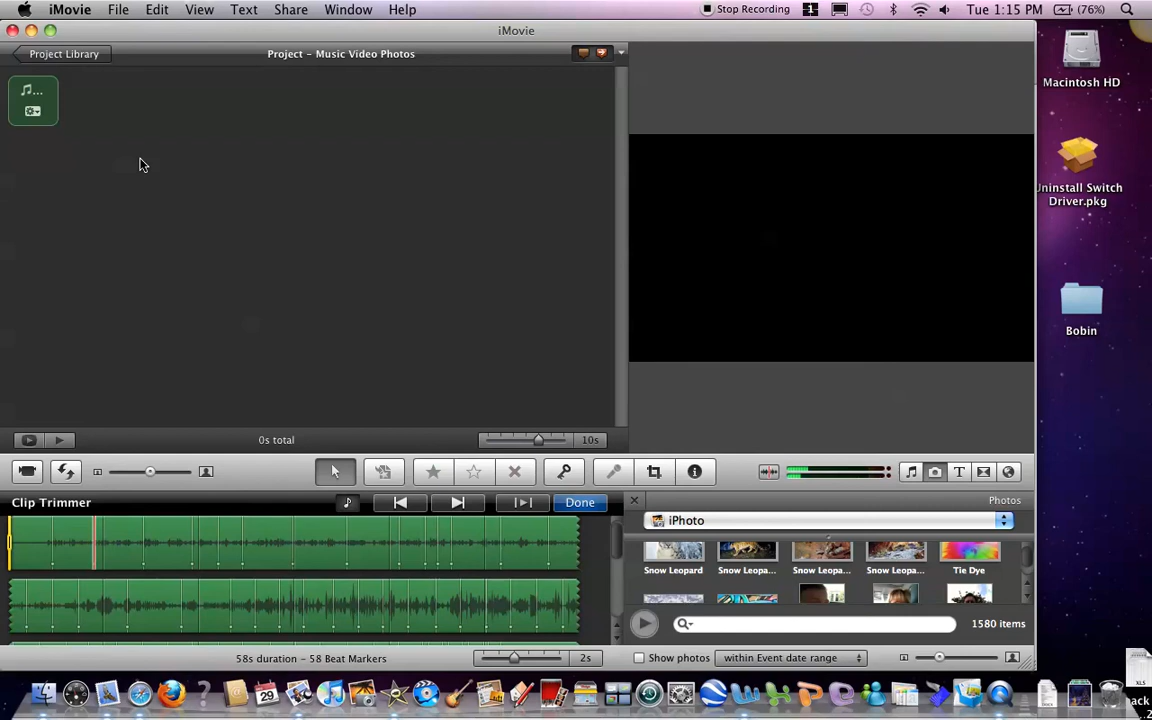 iMovie File Edit View Text Share Window Help Stop Recording 1 Tue 1:15 PM (76%)
iMovie
Project Library Project – Music Video Photos
Macintosh HD
♫...
Uninstall Switch
Driver.pkg
Bobin
0s total 10s
Clip Trimmer Done Photos
iPhoto
Snow Leopard Snow Leopa... Snow Leopa... Snow Leopa... Tie Dye
1580 items
58s duration – 58 Beat Markers 2s Show photos within Event date range
XLS
29